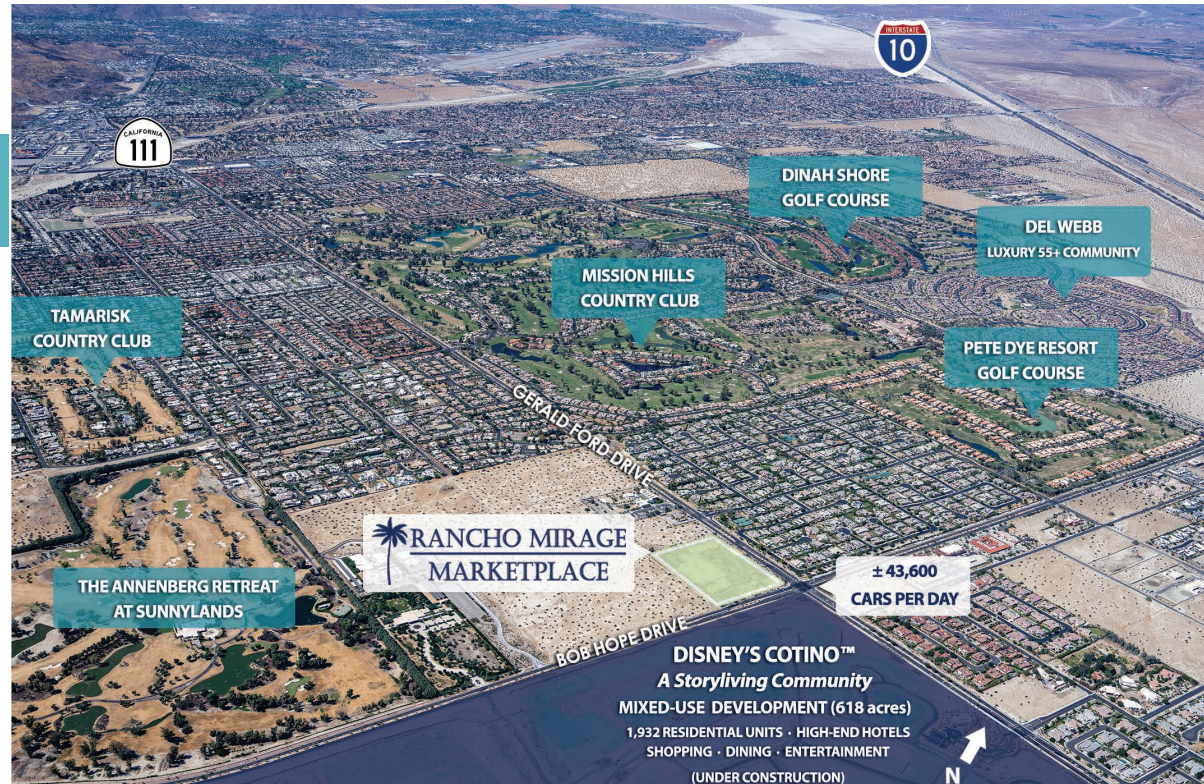 INTERSTATE
10
CALIFORNIA
111
DINAH SHORE
GOLF COURSE
DEL WEBB
LUXURY 55+ COMMUNITY
MISSION HILLS
COUNTRY CLUB
TAMARISK
COUNTRY CLUB
PETE DYE RESORT
GOLF COURSE
GERALD FORD DRIVE
RANCHO MIRAGE
MARKETPLACE
THE ANNENBERG RETREAT
AT SUNNYLANDS
± 43,600
CARS PER DAY
BOB HOPE DRIVE
DISNEY'S COTINO™
A Storyliving Community
MIXED-USE DEVELOPMENT (618 acres)
1,932 RESIDENTIAL UNITS · HIGH-END HOTELS
SHOPPING · DINING · ENTERTAINMENT
(UNDER CONSTRUCTION)
N